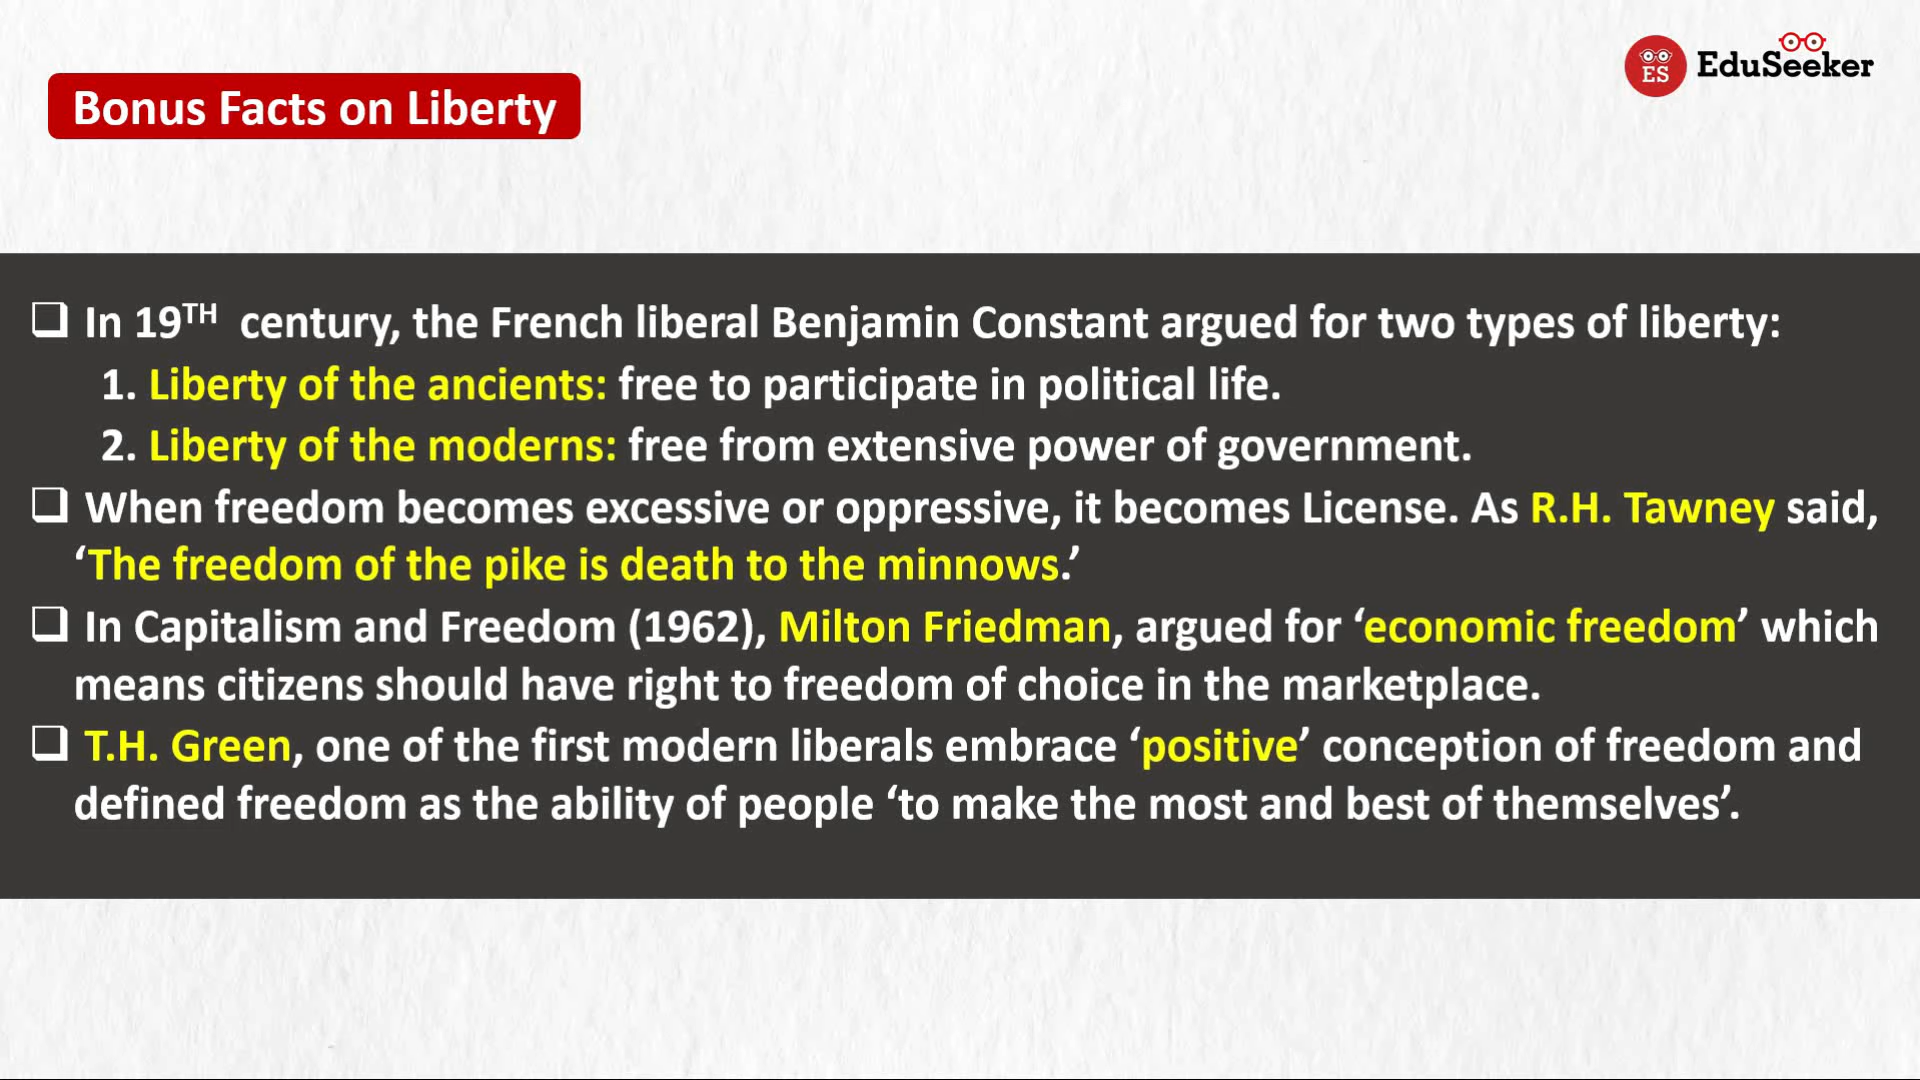 Bonus Facts on Liberty
ES
EduSeeker
❑ In 19TH century, the French liberal Benjamin Constant argued for two types of liberty:
1. Liberty of the ancients: free to participate in political life.
2. Liberty of the moderns: free from extensive power of government.
❑ When freedom becomes excessive or oppressive, it becomes License. As R.H. Tawney said,
‘The freedom of the pike is death to the minnows.’
❑ In Capitalism and Freedom (1962), Milton Friedman, argued for ‘economic freedom’ which
means citizens should have right to freedom of choice in the marketplace.
❑ T.H. Green, one of the first modern liberals embrace ‘positive’ conception of freedom and
defined freedom as the ability of people ‘to make the most and best of themselves’.